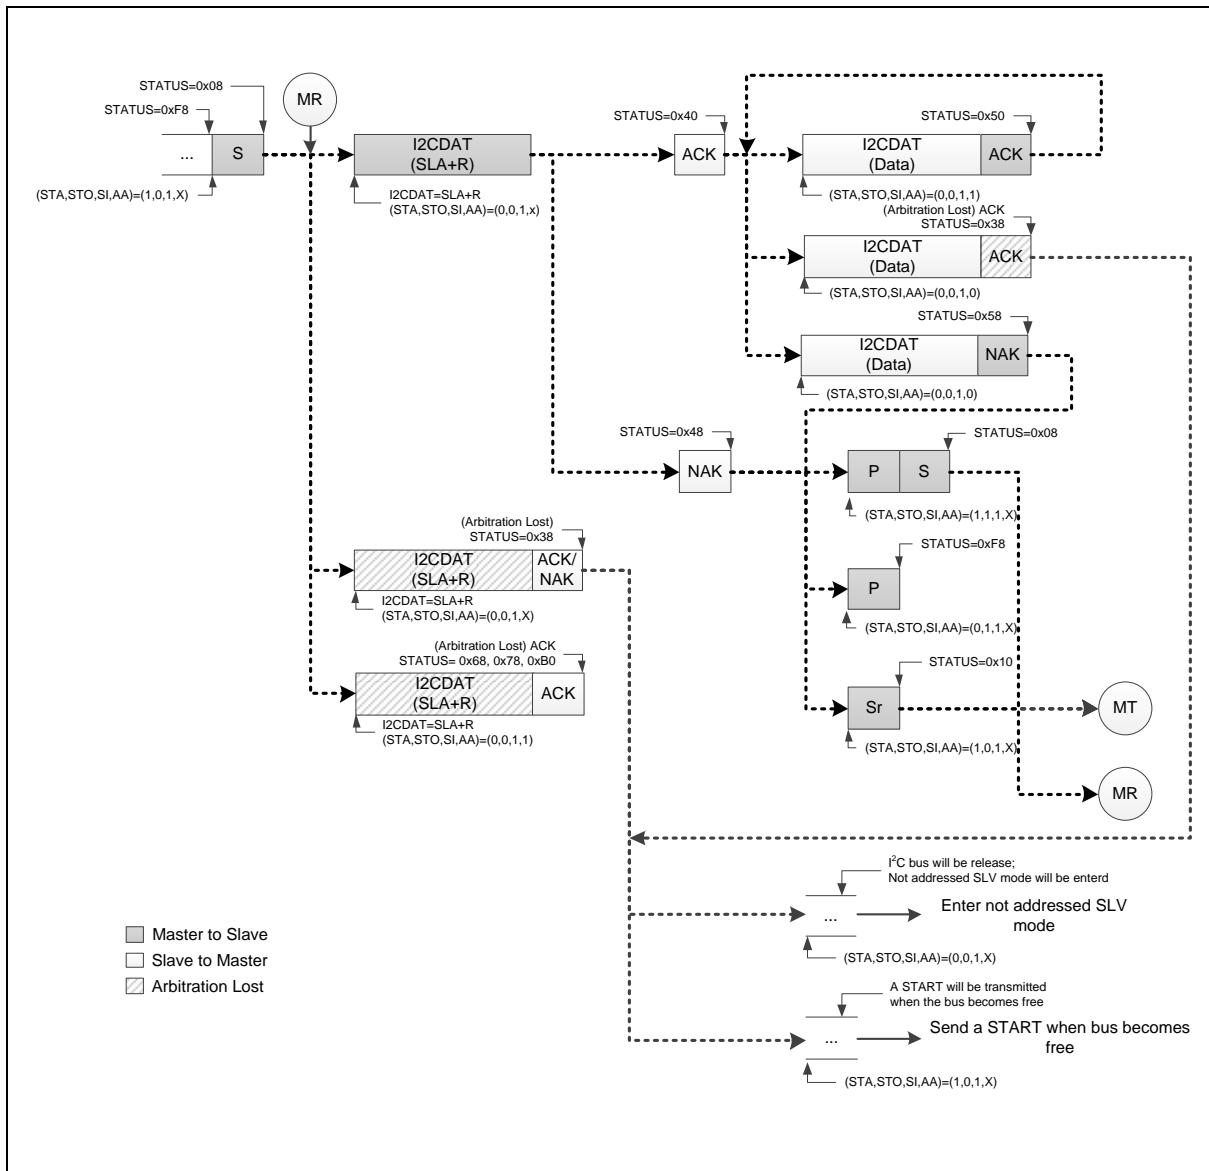 STATUS=0x08
STATUS=0xF8
MR
...
S
I2CDAT
(SLA+R)
(STA,STO,SI,AA)=(1,0,1,X)
I2CDAT=SLA+R
(STA,STO,SI,AA)=(0,0,1,x)
STATUS=0x40
ACK
STATUS=0x50
I2CDAT
(Data)
ACK
(STA,STO,SI,AA)=(0,0,1,1)
(Arbitration Lost) ACK
STATUS=0x38
I2CDAT
(Data)
ACK
(STA,STO,SI,AA)=(0,0,1,0)
STATUS=0x58
I2CDAT
(Data)
NAK
(STA,STO,SI,AA)=(0,0,1,0)
STATUS=0x48
NAK
STATUS=0x08
P
S
(STA,STO,SI,AA)=(1,1,1,X)
(Arbitration Lost)
STATUS=0x38
I2CDAT
(SLA+R)
ACK/
NAK
I2CDAT=SLA+R
(STA,STO,SI,AA)=(0,0,1,X)
STATUS=0xF8
P
(STA,STO,SI,AA)=(0,1,1,X)
(Arbitration Lost) ACK
STATUS= 0x68, 0x78, 0xB0
I2CDAT
(SLA+R)
ACK
I2CDAT=SLA+R
(STA,STO,SI,AA)=(0,0,1,1)
STATUS=0x10
Sr
(STA,STO,SI,AA)=(1,0,1,X)
MT
MR
I²C bus will be release;
Not addressed SLV mode will be enterd
...
Enter not addressed SLV
mode
(STA,STO,SI,AA)=(0,0,1,X)
A START will be transmitted
when the bus becomes free
...
Send a START when bus becomes
free
(STA,STO,SI,AA)=(1,0,1,X)
Master to Slave
Slave to Master
Arbitration Lost